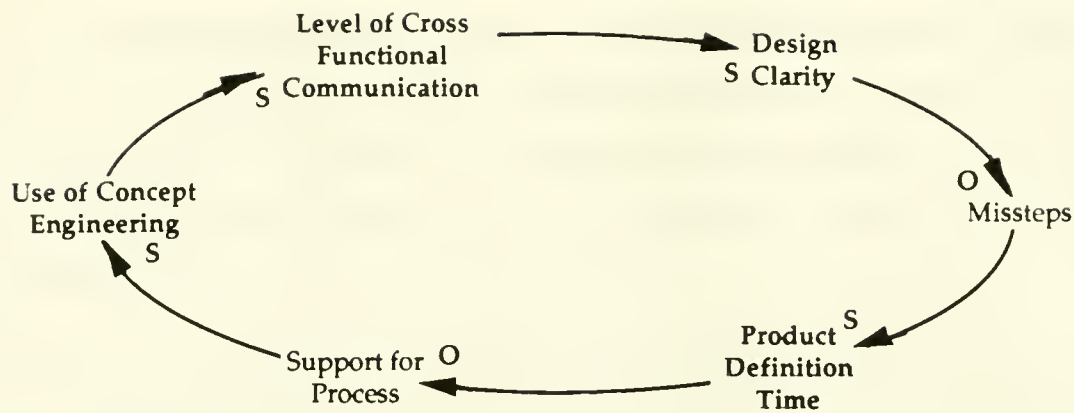 Level of Cross
Functional
Communication
S
Design
Clarity
S
O
Missteps
Use of Concept
Engineering
S
Product
Definition
Time
S
Support for
Process
O